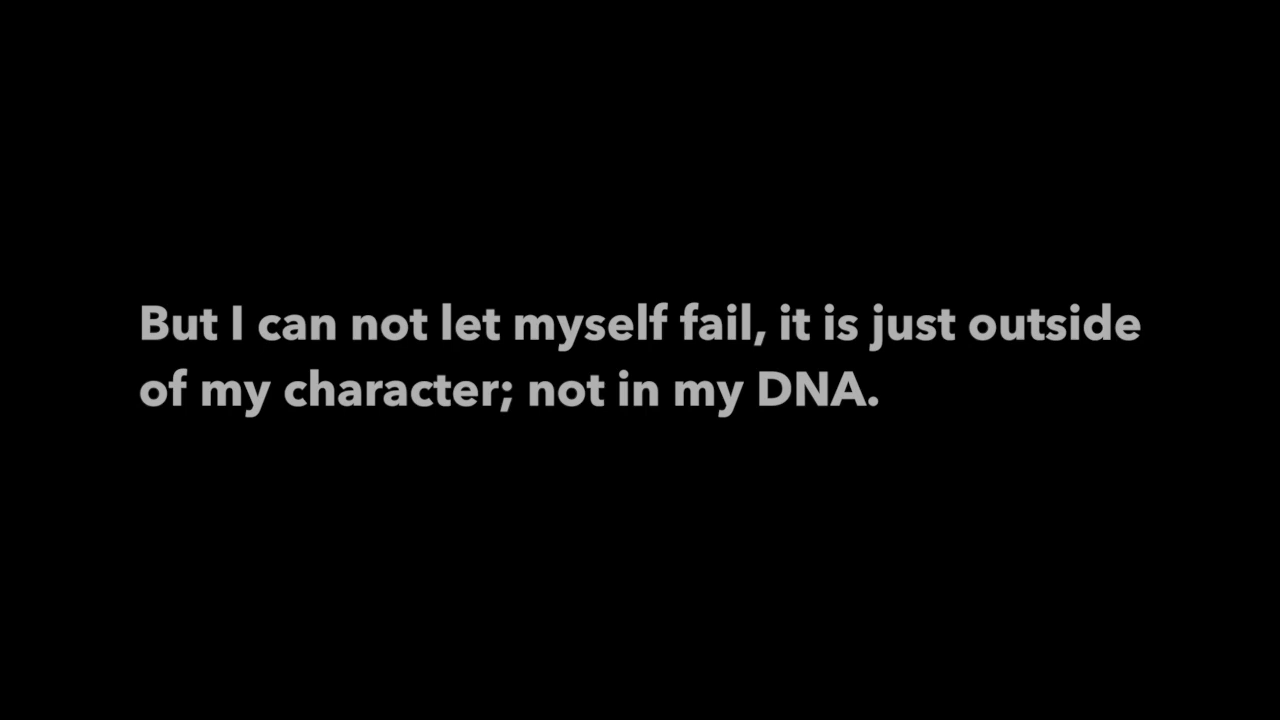 But I can not let myself fail, it is just outside
of my character; not in my DNA.